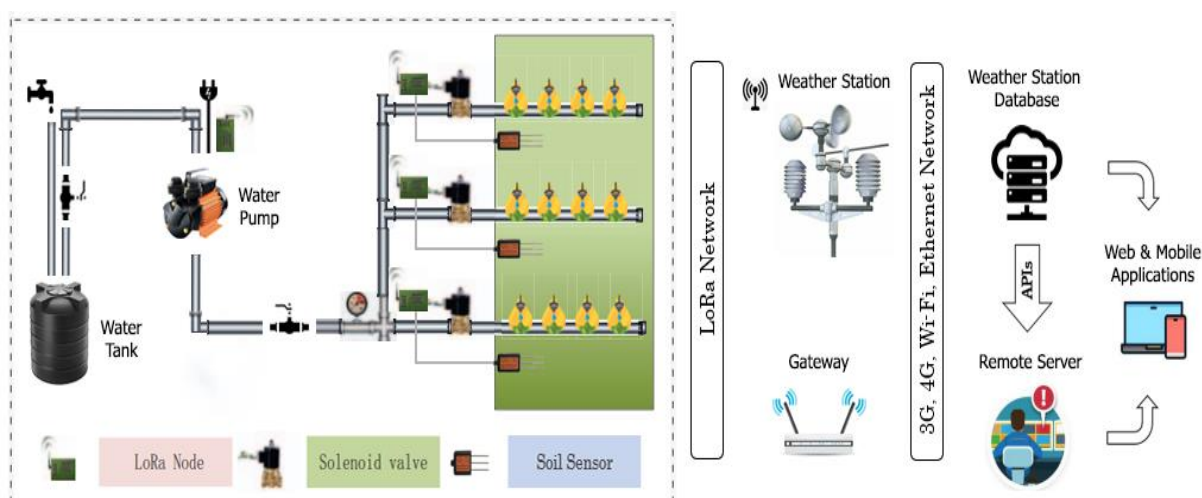 Water
Pump
Water
Tank
LoRa Node
Solenoid valve
Soil Sensor
LoRa Network
Weather Station
Gateway
3G, 4G, Wi-Fi, Ethernet Network
Weather Station
Database
APIs
Web & Mobile
Applications
Remote Server